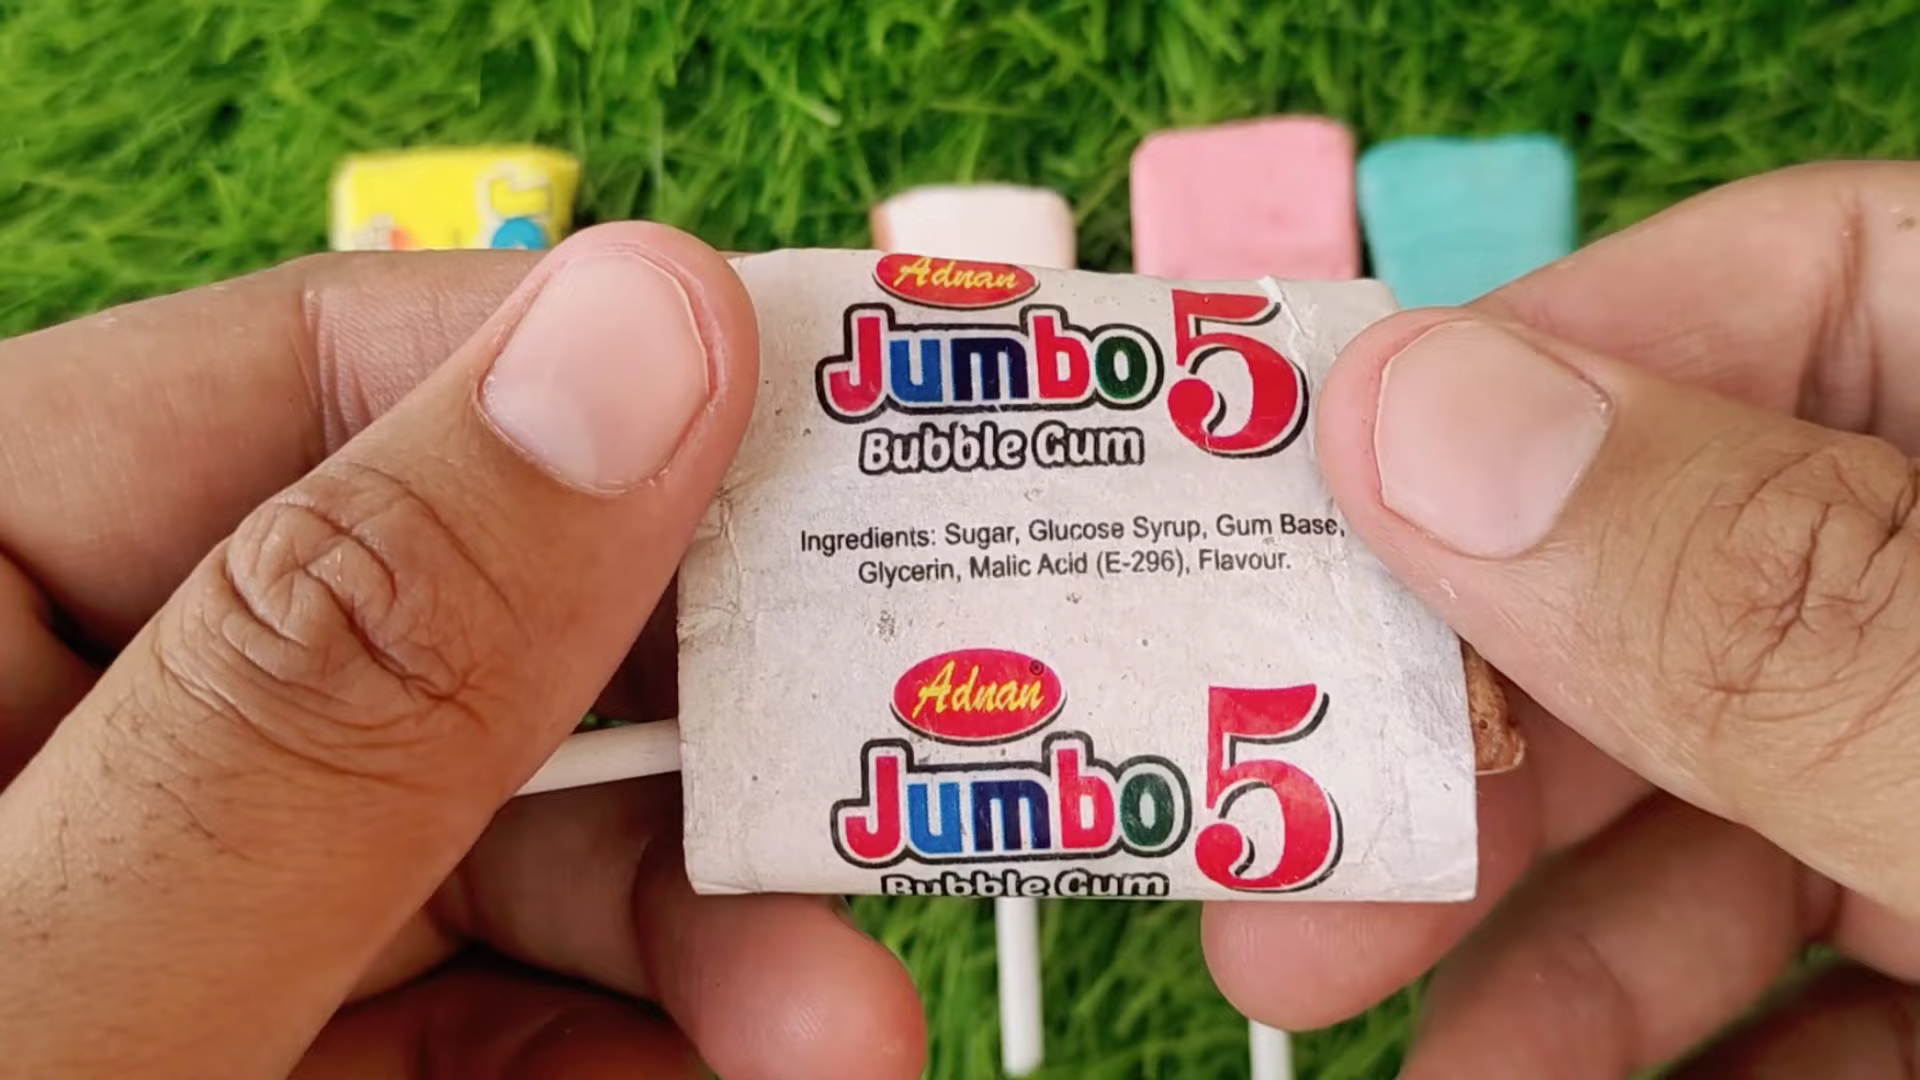 Adnan
Jumbo 5
Bubble Gum
Ingredients: Sugar, Glucose Syrup, Gum Base,
Glycerin, Malic Acid (E-296), Flavour.
Adnan®
Jumbo 5
Bubble Gum